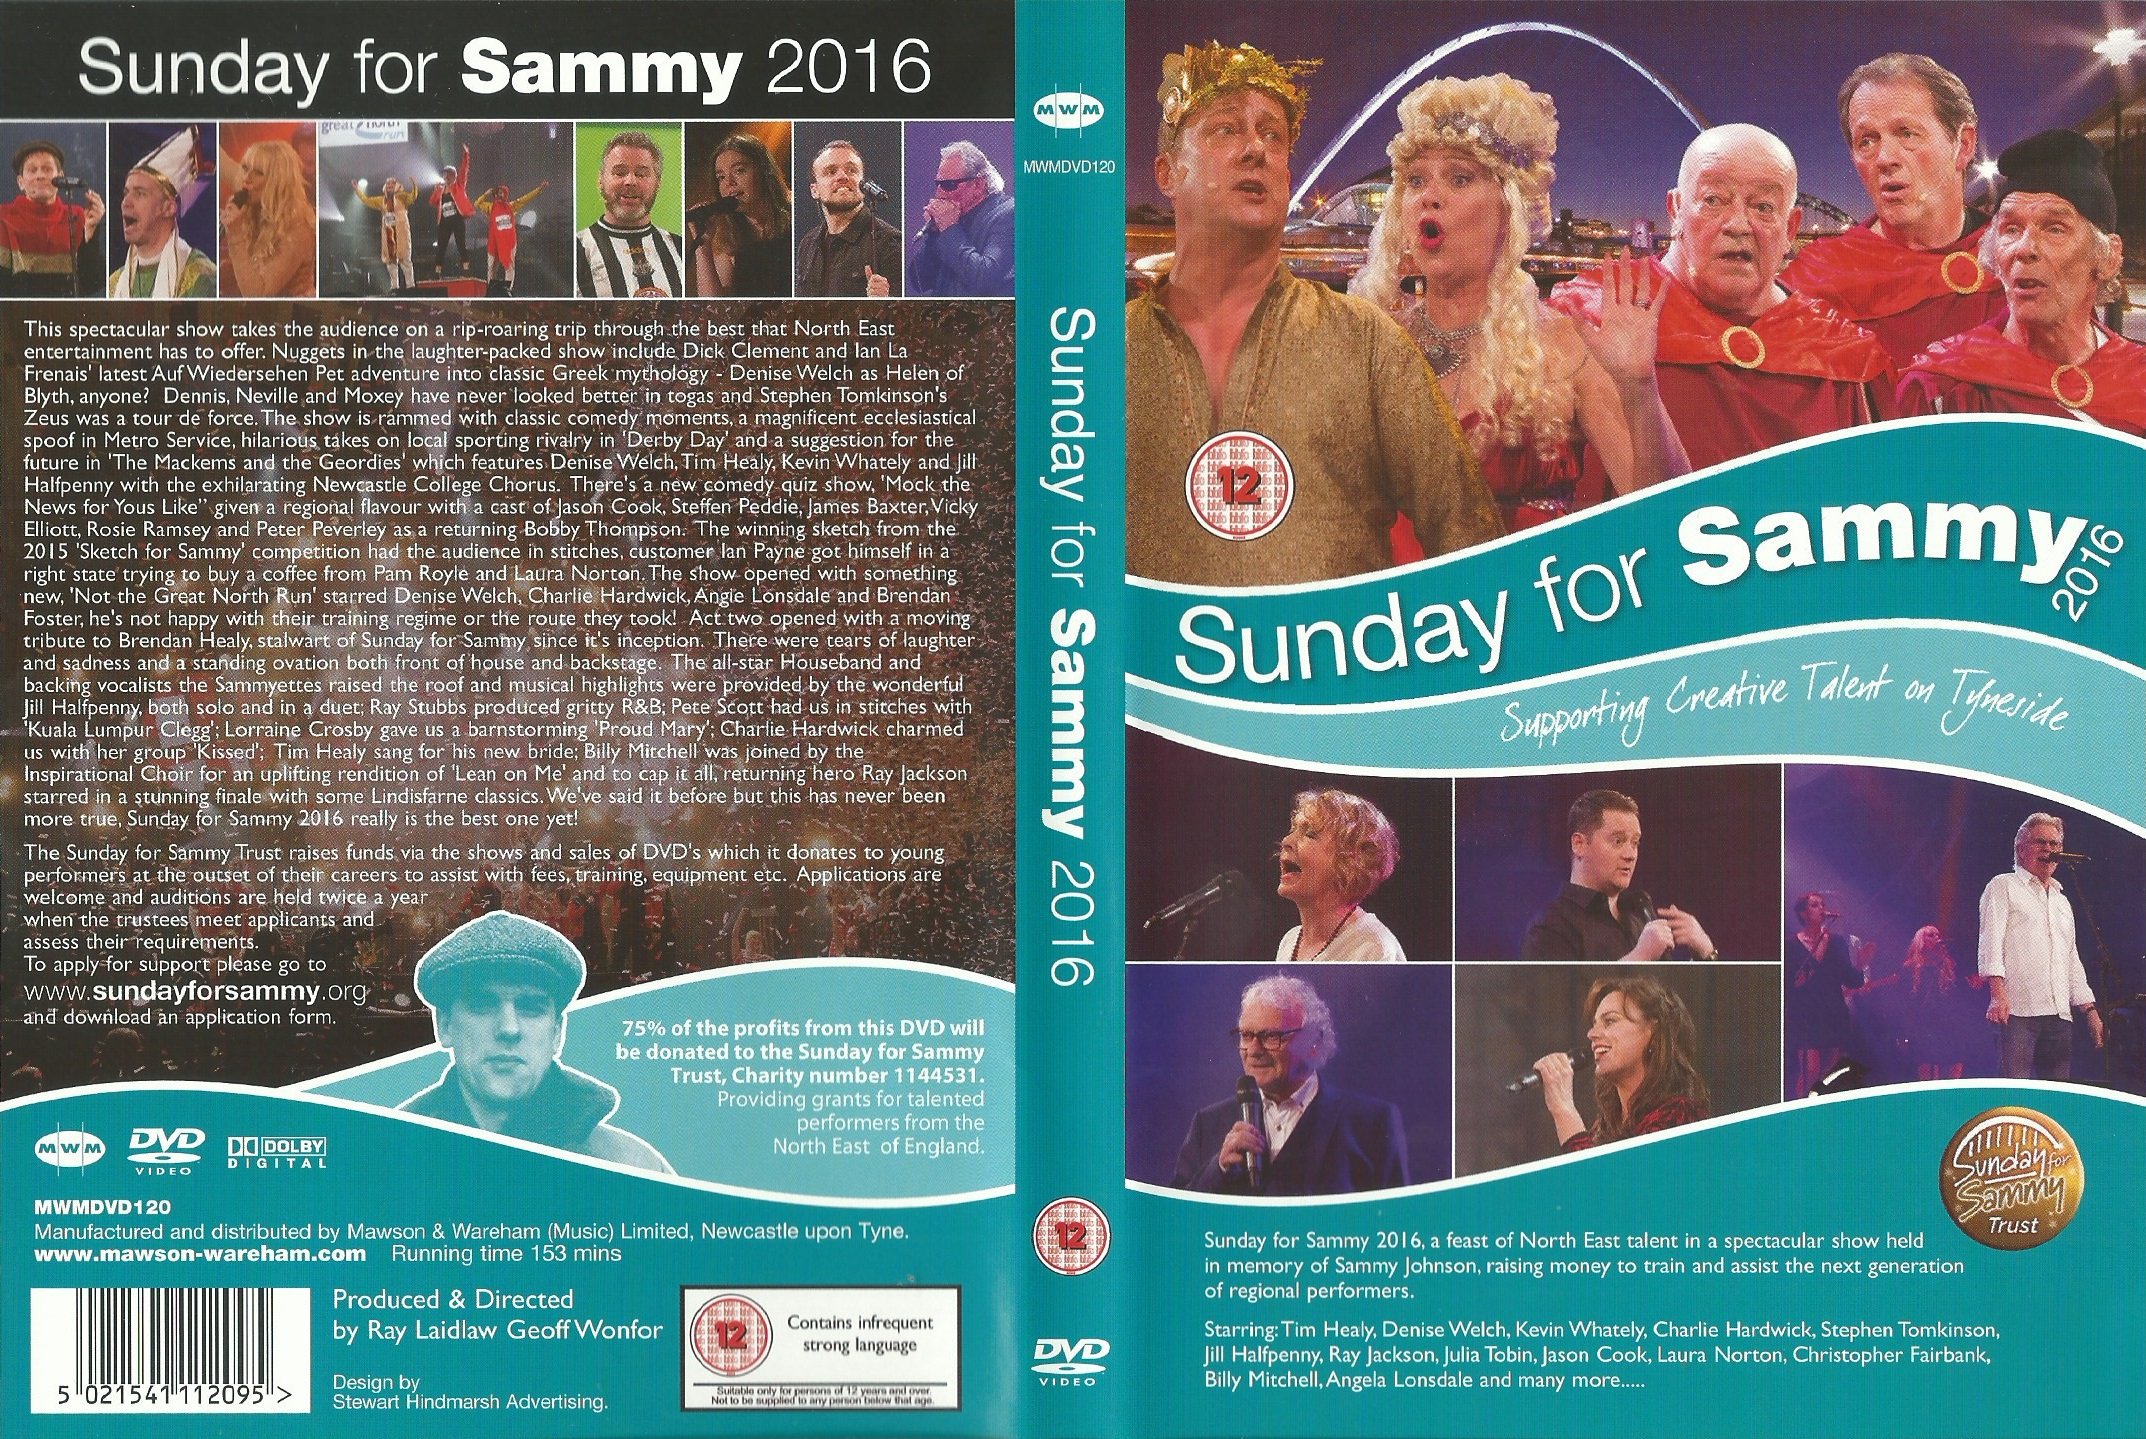 Sunday for Sammy 2016
great north
run
This spectacular show takes the audience on a rip-roaring trip through the best that North East
entertainment has to offer. Nuggets in the laughter-packed show include Dick Clement and Ian La
Frenais' latest Auf Wiedersehen Pet adventure into classic Greek mythology - Denise Welch as Helen of
Blyth, anyone? Dennis, Neville and Moxey have never looked better in togas and Stephen Tomkinson's
Zeus was a tour de force. The show is rammed with classic comedy moments, a magnificent ecclesiastical
spoof in Metro Service, hilarious takes on local sporting rivalry in 'Derby Day' and a suggestion for the
future in 'The Mackems and the Geordies' which features Denise Welch, Tim Healy, Kevin Whately and Jill
Halfpenny with the exhilarating Newcastle College Chorus. There's a new comedy quiz show, 'Mock the
News for Yous Like" given a regional flavour with a cast of Jason Cook, Steffen Peddie, James Baxter, Vicky
Elliott, Rosie Ramsey and Peter Peverley as a returning Bobby Thompson. The winning sketch from the
2015 'Sketch for Sammy' competition had the audience in stitches, customer Ian Payne got himself in a
right state trying to buy a coffee from Pam Royle and Laura Norton. The show opened with something
new, 'Not the Great North Run' starred Denise Welch, Charlie Hardwick, Angie Lonsdale and Brendan
Foster, he's not happy with their training regime or the route they took! Act two opened with a moving
tribute to Brendan Healy, stalwart of Sunday for Sammy since it's inception. There were tears of laughter
and sadness and a standing ovation both front of house and backstage. The all-star Houseband and
backing vocalists the Sammyettes raised the roof and musical highlights were provided by the wonderful
Jill Halfpenny, both solo and in a duet; Ray Stubbs produced gritty R&B; Pete Scott had us in stitches with
'Kuala Lumpur Clegg'; Lorraine Crosby gave us a barnstorming 'Proud Mary'; Charlie Hardwick charmed
us with her group 'Kissed'; Tim Healy sang for his new bride; Billy Mitchell was joined by the
Inspirational Choir for an uplifting rendition of 'Lean on Me' and to cap it all, returning hero Ray Jackson
starred in a stunning finale with some Lindisfarne classics. We've said it before but this has never been
more true, Sunday for Sammy 2016 really is the best one yet!
The Sunday for Sammy Trust raises funds via the shows and sales of DVD's which it donates to young
performers at the outset of their careers to assist with fees, training, equipment etc. Applications are
welcome and auditions are held twice a year
when the trustees meet applicants and
assess their requirements.
To apply for support please go to
www.sundayforsammy.org
and download an application form.
75% of the profits from this DVD will
be donated to the Sunday for Sammy
Trust, Charity number 1144531.
Providing grants for talented
performers from the
North East of England.
MWM
DVD
VIDEO
DOLBY
DIGITAL
MWMDVD120
Manufactured and distributed by Mawson & Wareham (Music) Limited, Newcastle upon Tyne.
www.mawson-wareham.com Running time 153 mins
5 021541 112095 >
Produced & Directed
by Ray Laidlaw Geoff Wonfor
Design by
Stewart Hindmarsh Advertising.
12
Contains infrequent
strong language
Suitable only for persons of 12 years and over.
Not to be supplied to any person below that age.
MWM
MWMDVD120
Sunday for Sammy 2016
12
DVD
VIDEO
12
Sunday for Sammy 2016
Supporting Creative Talent on Tyneside
Sunday for
Sammy
Trust
Sunday for Sammy 2016, a feast of North East talent in a spectacular show held
in memory of Sammy Johnson, raising money to train and assist the next generation
of regional performers.
Starring: Tim Healy, Denise Welch, Kevin Whately, Charlie Hardwick, Stephen Tomkinson,
Jill Halfpenny, Ray Jackson, Julia Tobin, Jason Cook, Laura Norton, Christopher Fairbank,
Billy Mitchell, Angela Lonsdale and many more.....